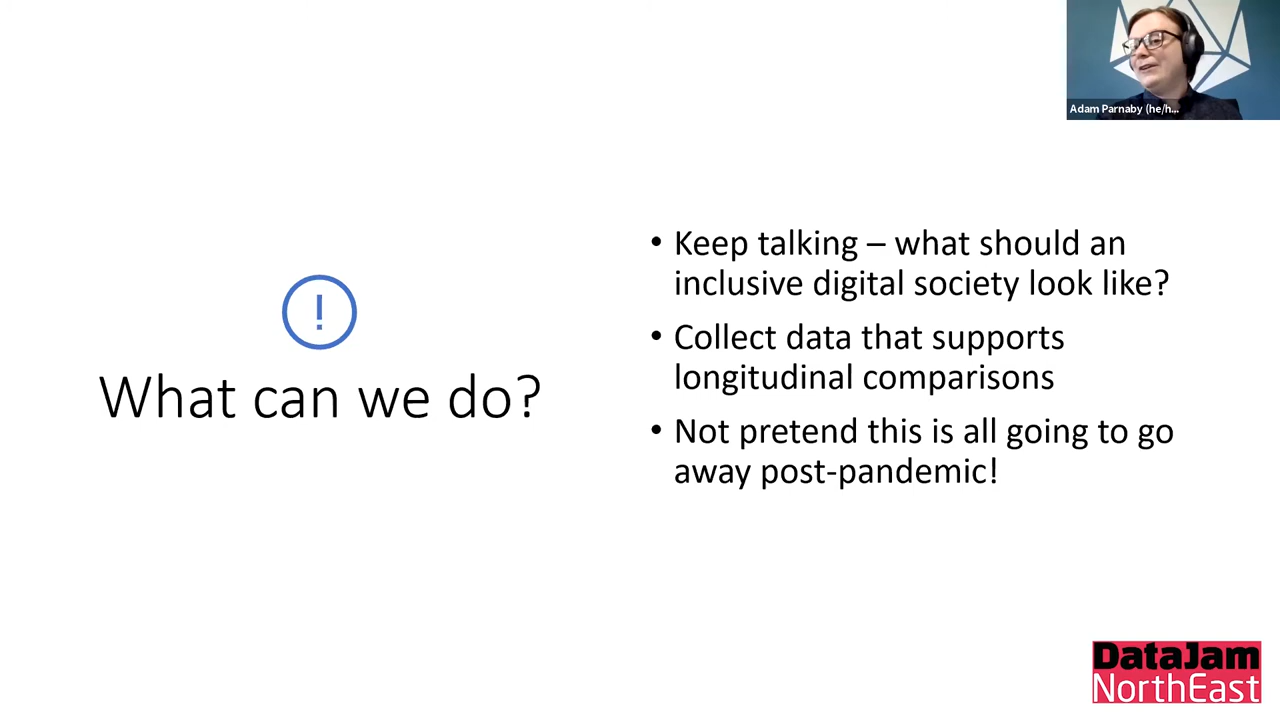 Adam Parnaby (he/h...
!
What can we do?
• Keep talking – what should an
inclusive digital society look like?
• Collect data that supports
longitudinal comparisons
• Not pretend this is all going to go
away post-pandemic!
DataJam
NorthEast